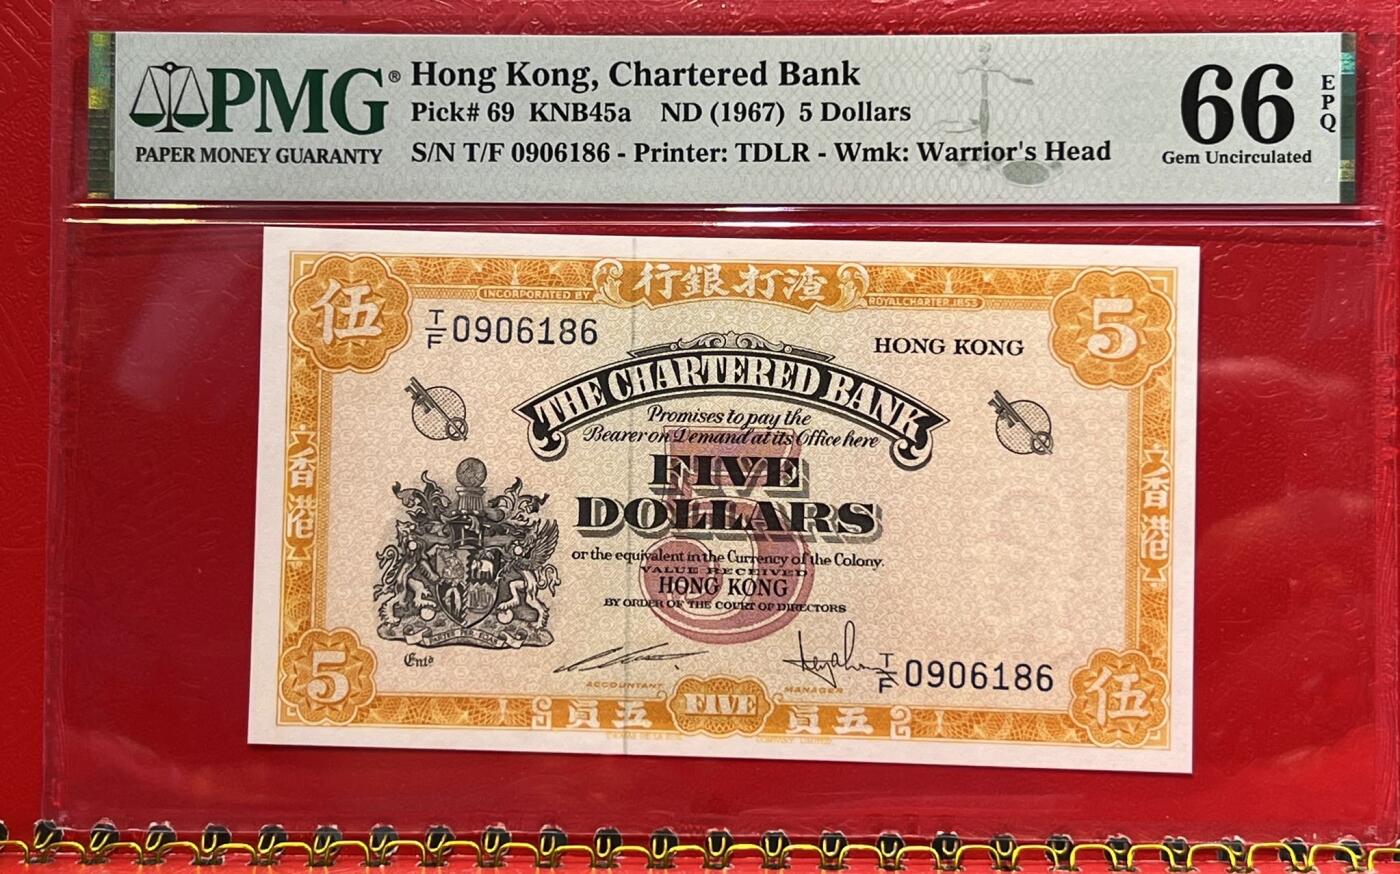 PMG®
PAPER MONEY GUARANTY
Hong Kong, Chartered Bank
Pick# 69 KNB45a ND (1967) 5 Dollars
S/N T/F 0906186 - Printer: TDLR - Wmk: Warrior's Head
66
EPQ
Gem Uncirculated
行銀打渣
INCORPORATED BY
ROYAL CHARTER 1853
伍
5
T/F 0906186
HONG KONG
THE CHARTERED BANK
Promises to pay the
Bearer on Demand at its Office here
FIVE
DOLLARS
5
or the equivalent in the Currency of the Colony.
VALUE RECEIVED
HONG KONG
BY ORDER OF THE COURT OF DIRECTORS
香港
香港
Entd
ACCOUNTANT
MANAGER
T/F 0906186
5
伍
員五
FIVE
員五